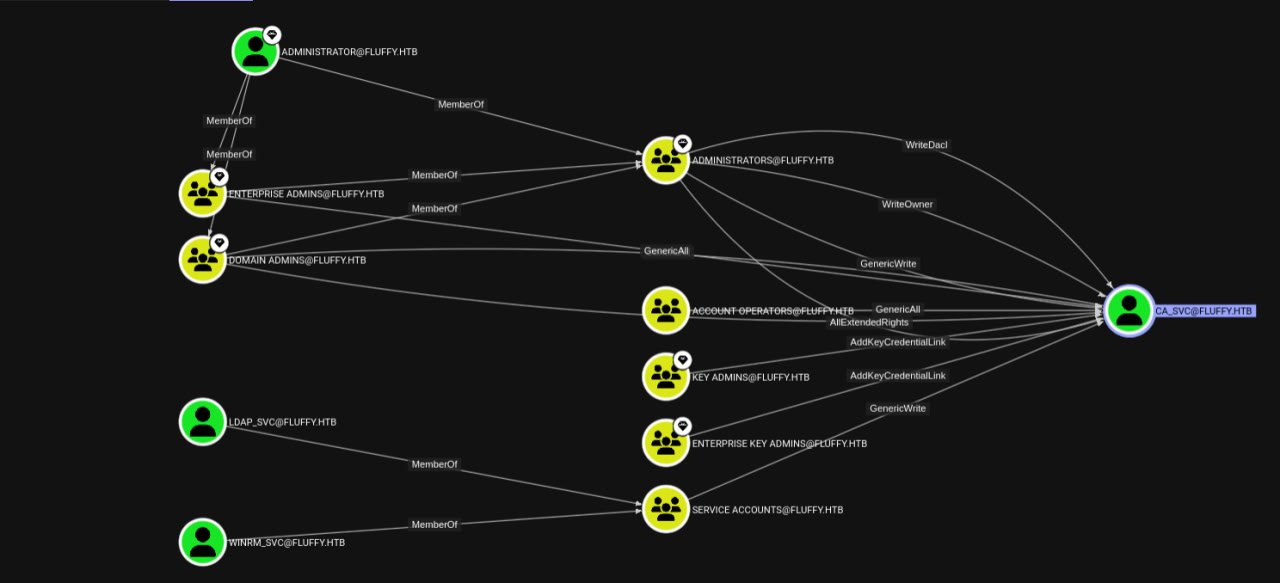 ADMINISTRATOR@FLUFFY.HTB
MemberOf
MemberOf
WriteDacl
MemberOf
ADMINISTRATORS@FLUFFY.HTB
MemberOf
MemberOf
ENTERPRISE ADMINS@FLUFFY.HTB
WriteOwner
MemberOf
GenericAll
DOMAIN ADMINS@FLUFFY.HTB
GenericWrite
ACCOUNT OPERATORS@FLUFFY.HTB
GenericAll
CA_SVC@FLUFFY.HTB
AllExtendedRights
AddKeyCredentialLink
KEY ADMINS@FLUFFY.HTB
AddKeyCredentialLink
GenericWrite
LDAP_SVC@FLUFFY.HTB
ENTERPRISE KEY ADMINS@FLUFFY.HTB
MemberOf
SERVICE ACCOUNTS@FLUFFY.HTB
MemberOf
WINRM_SVC@FLUFFY.HTB